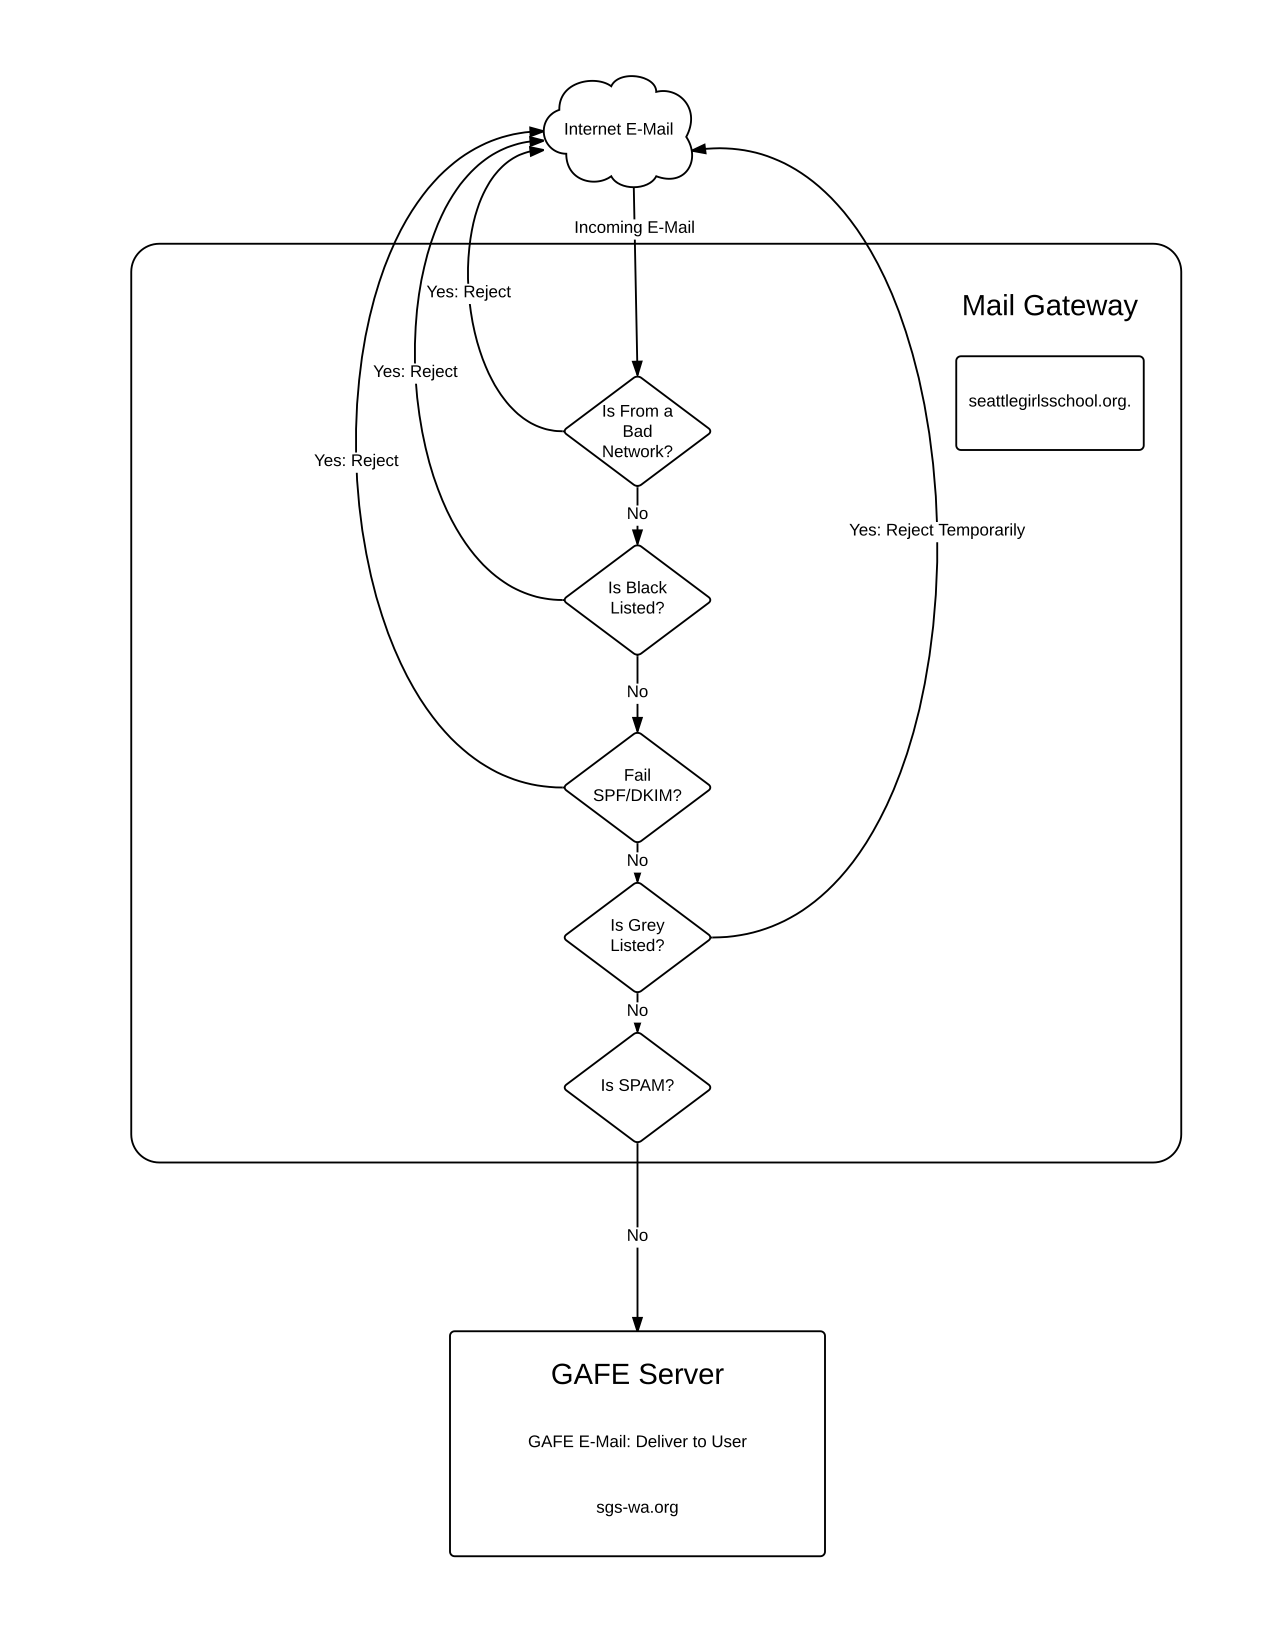 Internet E-Mail
Incoming E-Mail
Yes: Reject
Mail Gateway
Yes: Reject
seattlegirlsschool.org.
Is From a
Bad
Network?
Yes: Reject
No
Yes: Reject Temporarily
Is Black
Listed?
No
Fail
SPF/DKIM?
No
Is Grey
Listed?
No
Is SPAM?
No
GAFE Server
GAFE E-Mail: Deliver to User
sgs-wa.org